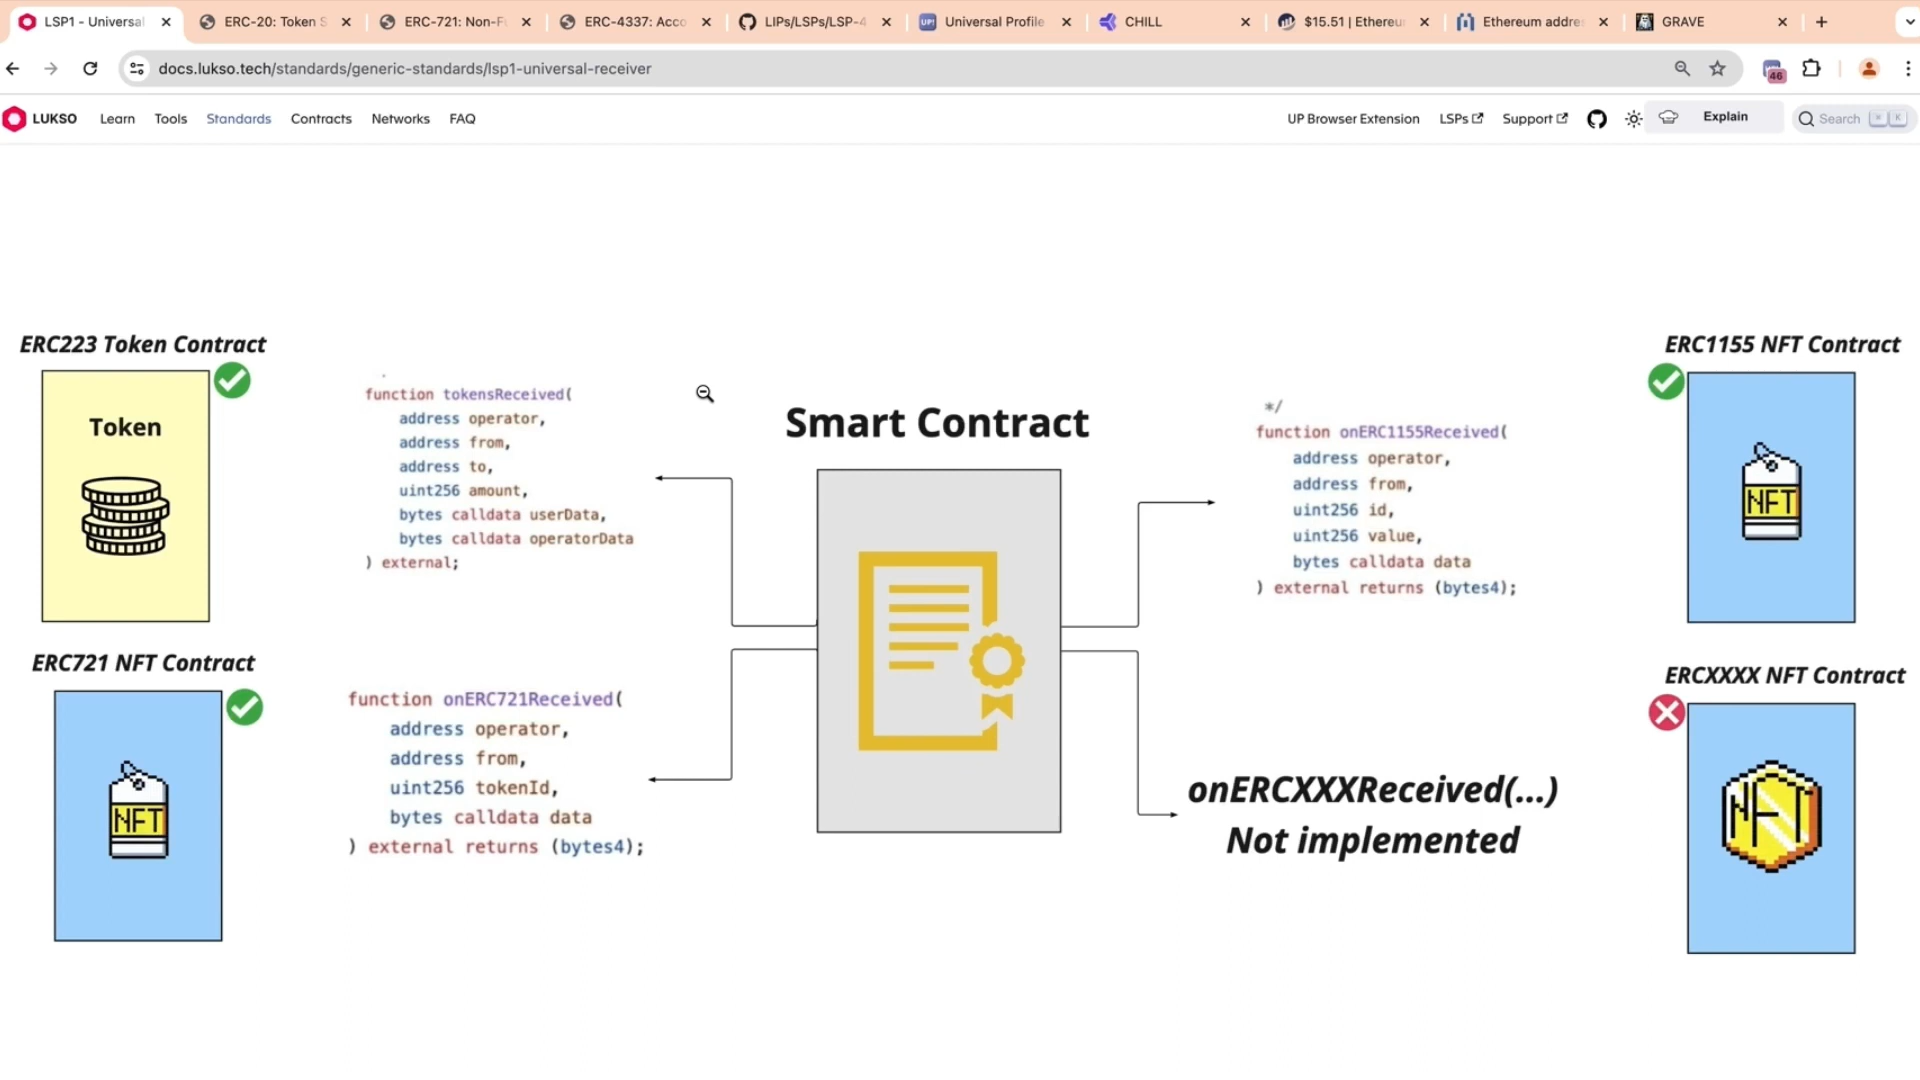 LSP1 - Universal
ERC-20: Token S
ERC-721: Non-Fu
ERC-4337: Acco
LIPs/LSPs/LSP-4
Universal Profile
CHILL
$15.51 | Ethereu
Ethereum addre
GRAVE
docs.lukso.tech/standards/generic-standards/lsp1-universal-receiver
46
LUKSO
Learn
Tools
Standards
Contracts
Networks
FAQ
UP Browser Extension
LSPs
Support
Explain
Search
K
ERC223 Token Contract
Token
function tokensReceived(
address operator,
address from,
address to,
uint256 amount,
bytes calldata userData,
bytes calldata operatorData
) external;
Smart Contract
*/
function onERC1155Received(
address operator,
address from,
uint256 id,
uint256 value,
bytes calldata data
) external returns (bytes4);
ERC1155 NFT Contract
NFT
ERC721 NFT Contract
NFT
function onERC721Received(
address operator,
address from,
uint256 tokenId,
bytes calldata data
) external returns (bytes4);
onERCXXXReceived(...)
Not implemented
ERCXXXX NFT Contract
NFT